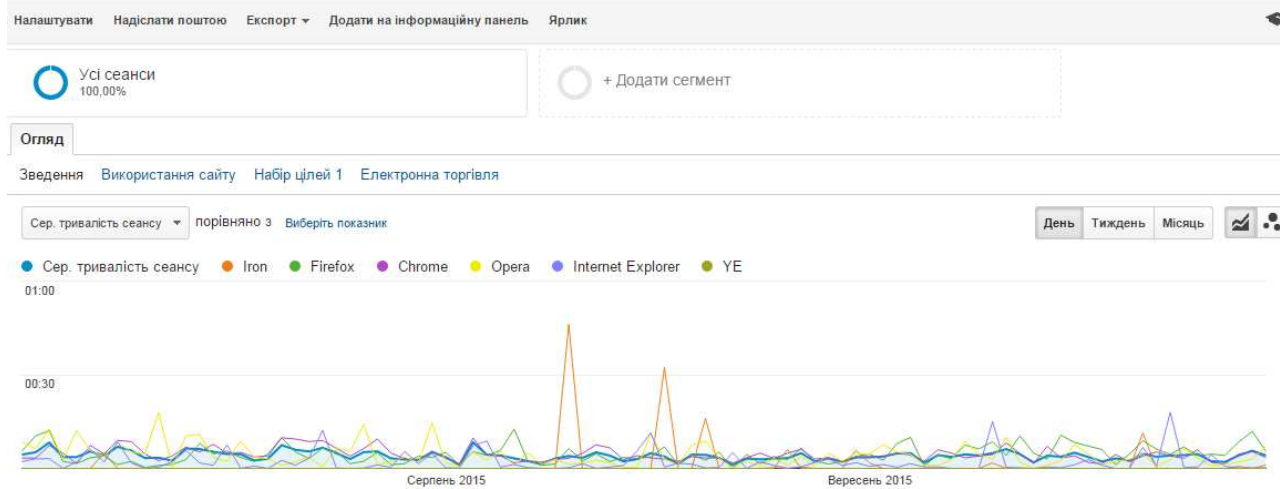 Налаштувати Надіслати поштою Експорт Додати на інформаційну панель Ярлик
Усі сеанси
100,00%
+ Додати сегмент
Огляд
Зведення Використання сайту Набір цілей 1 Електронна торгівля
Сер. тривалість сеансу порівняно з Виберіть показник День Тиждень Місяць
Сер. тривалість сеансу Iron Firefox Chrome Opera Internet Explorer YE
01:00
00:30
Серпень 2015 Вересень 2015